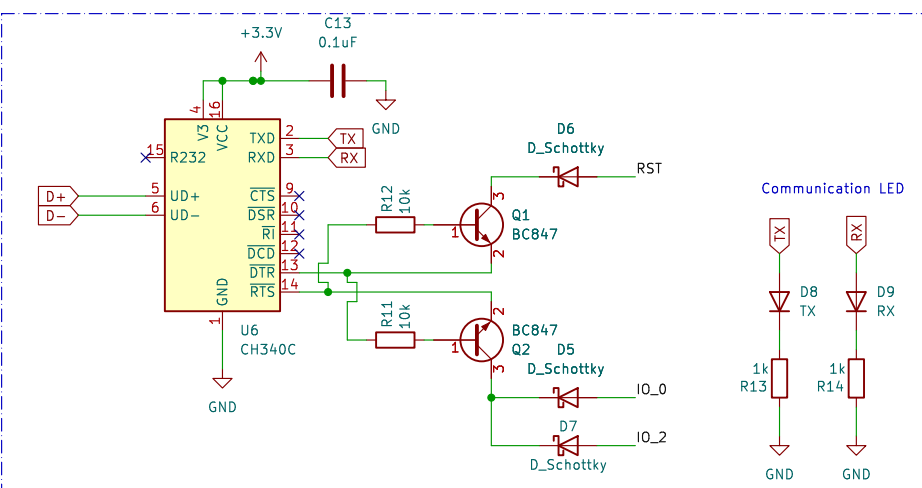 C13
0.1uF
+3.3V
GND
4
16
V3
VCC
15
R232
TXD
2
TX
RXD
3
RX
D+
5
UD+
D-
6
UD-
CTS
9
DSR
10
RI
11
DCD
12
DTR
13
RTS
14
GND
1
U6
CH340C
GND
R12
10k
1
3
2
Q1
BC847
D6
D_Schottky
RST
R11
10k
1
2
3
BC847
Q2
D5
D_Schottky
IO_0
D7
D_Schottky
IO_2
Communication LED
TX
RX
D8
TX
D9
RX
1k
R13
1k
R14
GND
GND